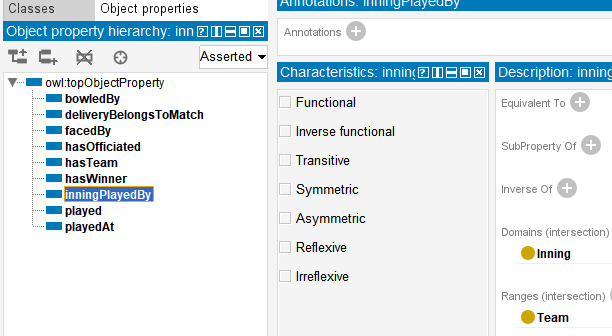 Classes
Object properties
Object property hierarchy: inn
Asserted
owl:topObjectProperty
bowledBy
deliveryBelongsToMatch
facedBy
hasOfficiated
hasTeam
hasWinner
inningPlayedBy
played
playedAt
Annotations: inningPlayedBy
Annotations
Characteristics: inning
Functional
Inverse functional
Transitive
Symmetric
Asymmetric
Reflexive
Irreflexive
Description: inning
Equivalent To
SubProperty Of
Inverse Of
Domains (intersection)
Inning
Ranges (intersection)
Team